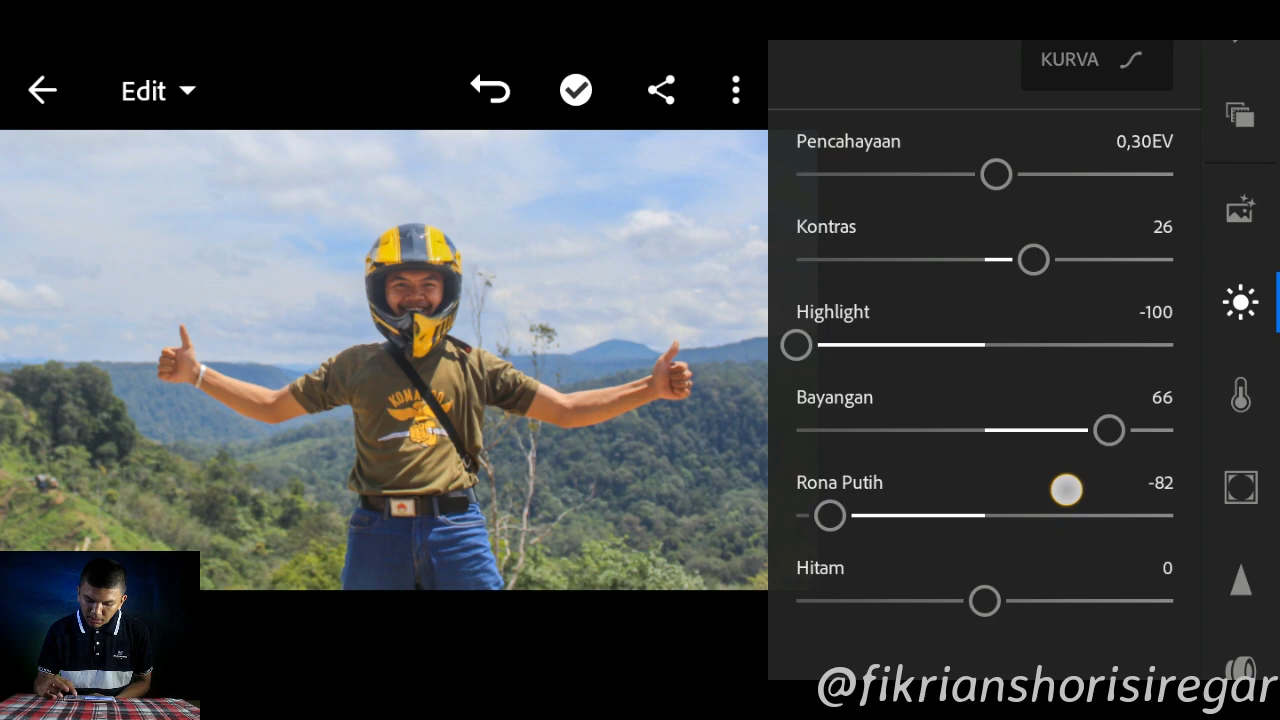 Edit
KURVA
Pencahayaan 0,30EV
Kontras 26
Highlight -100
Bayangan 66
Rona Putih -82
Hitam 0
@fikrianshorisiregar